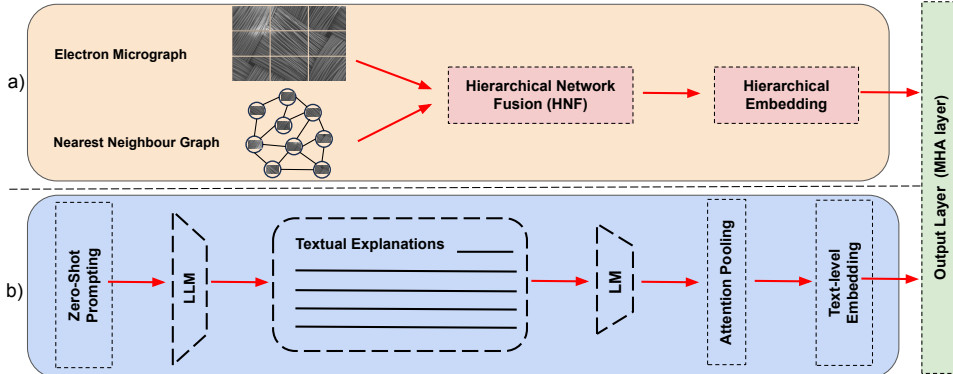 a)
Electron Micrograph
Nearest Neighbour Graph
Hierarchical Network
Fusion (HNF)
Hierarchical
Embedding
b)
Zero-Shot
Prompting
LLM
Textual Explanations
LM
Attention Pooling
Text-level
Embedding
Output Layer (MHA layer)